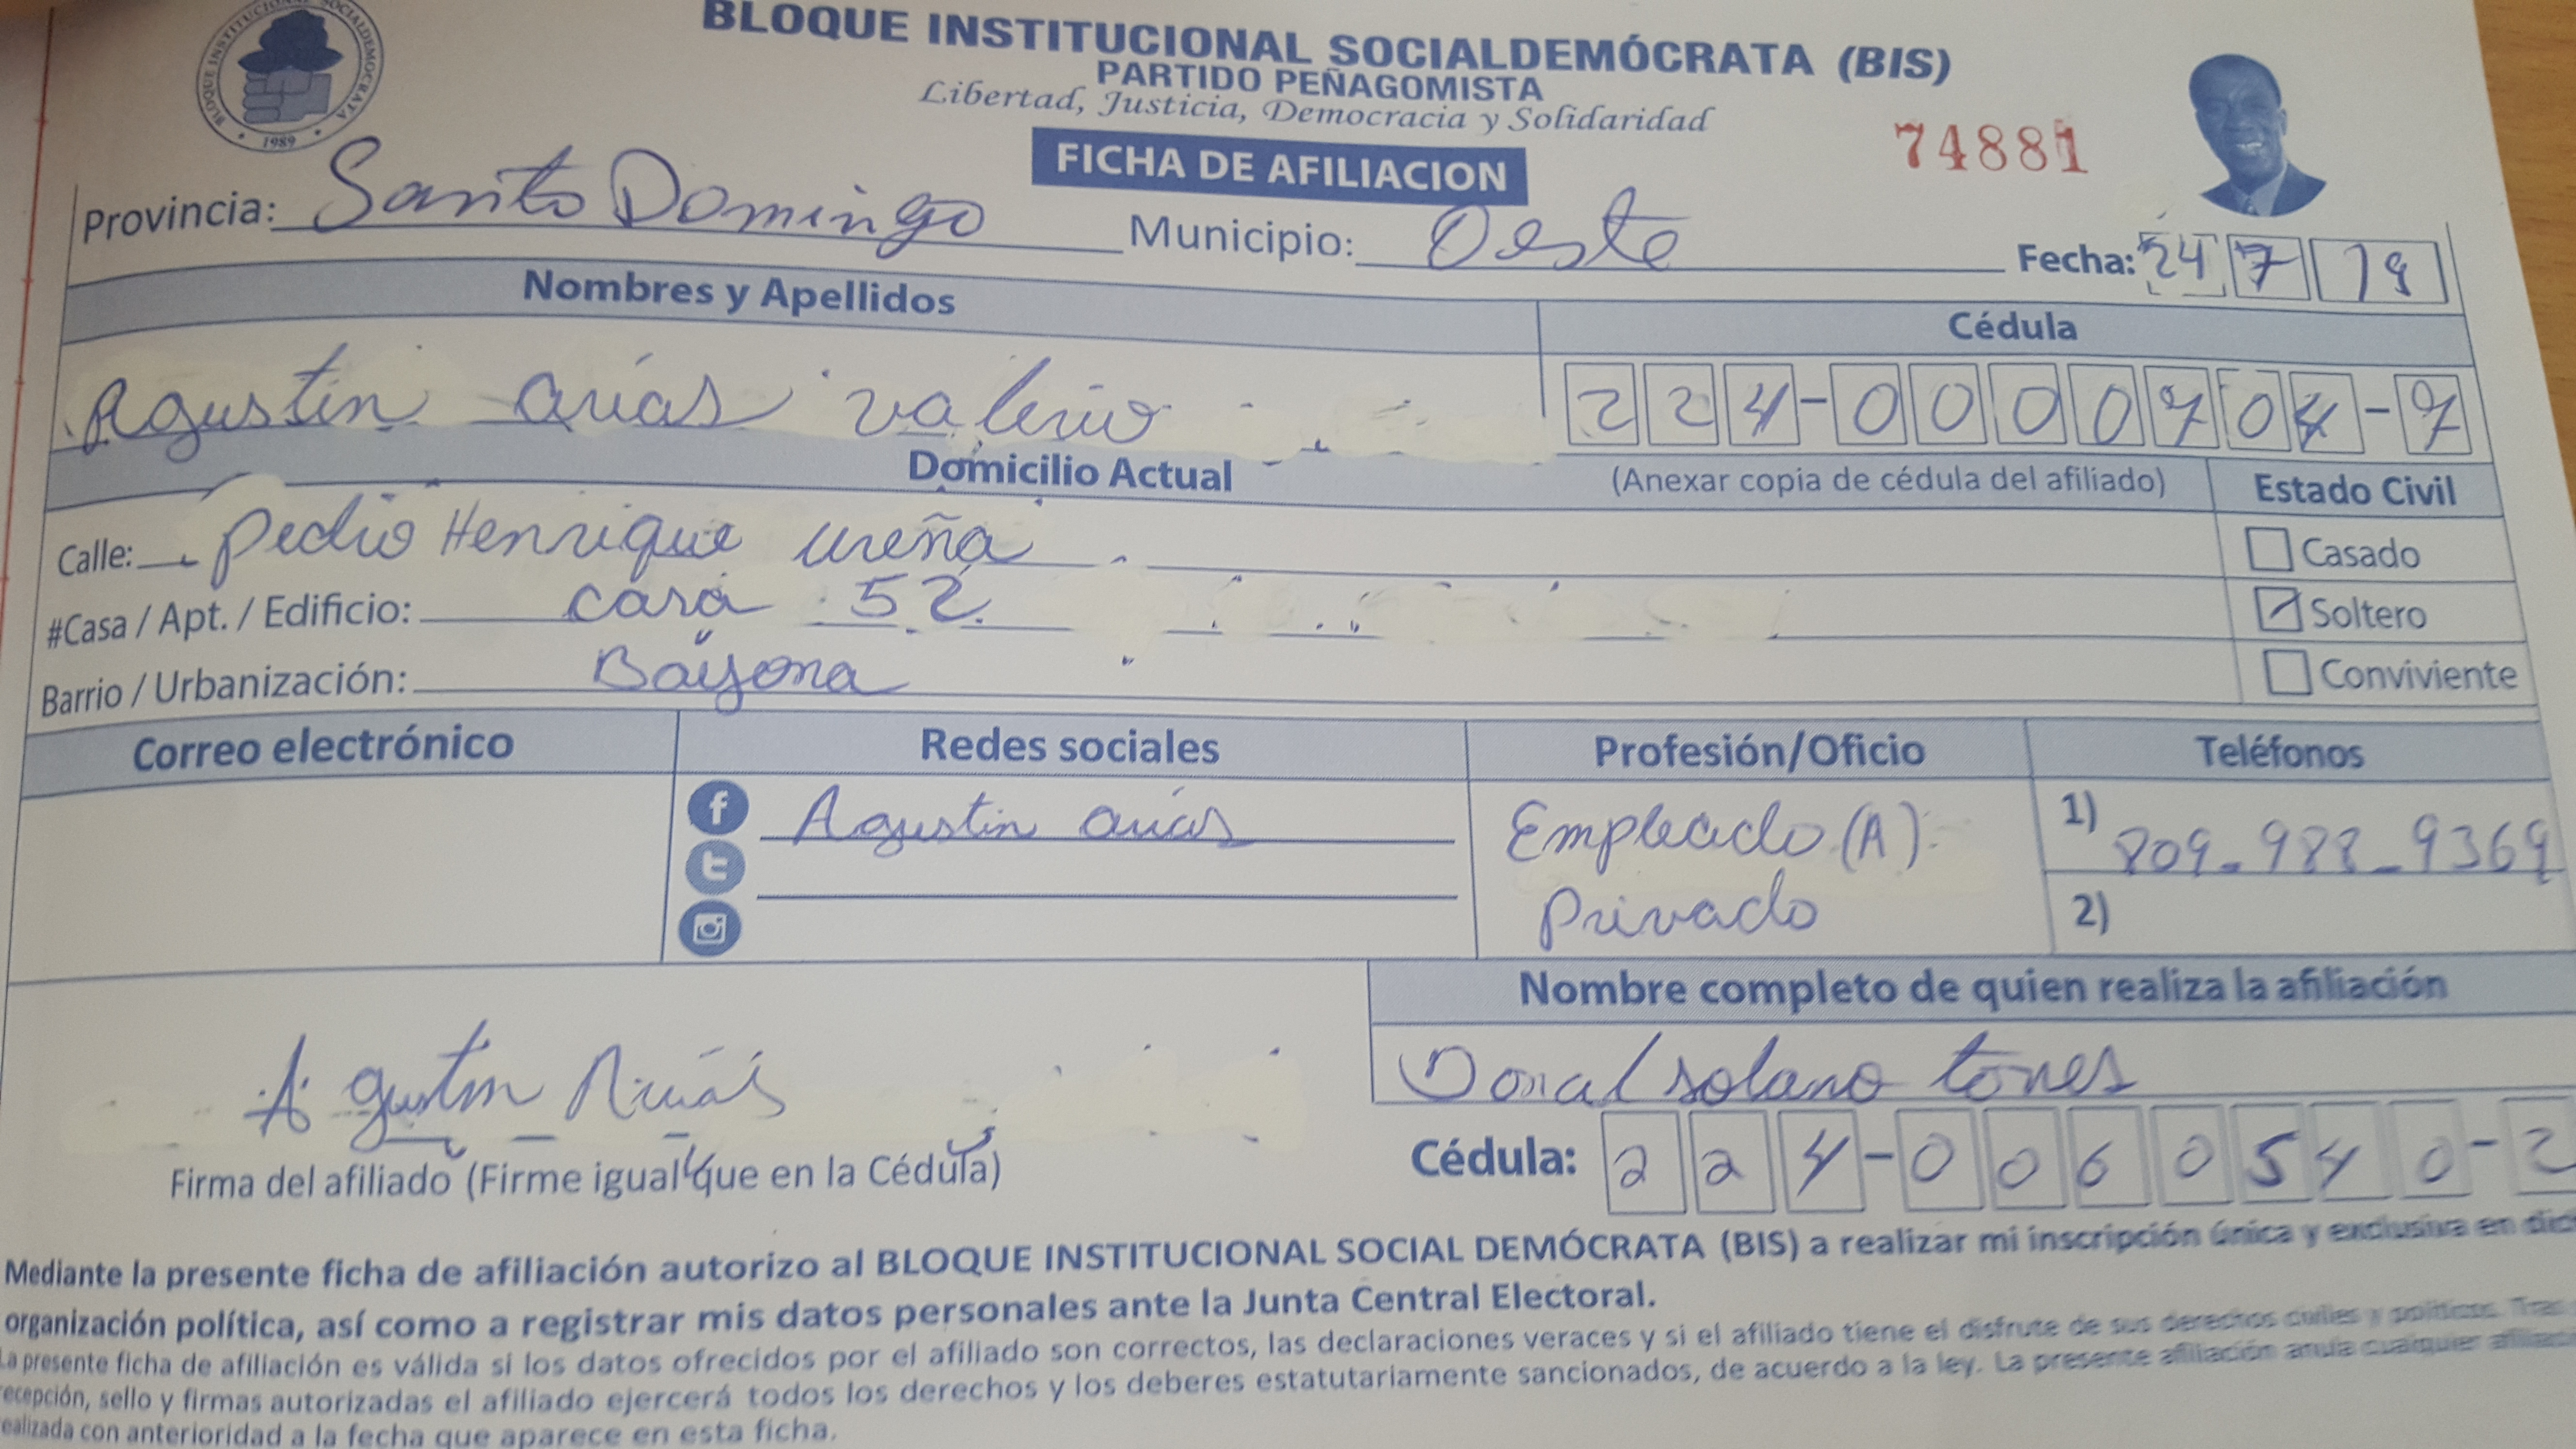 BLOQUE INSTITUCIONAL SOCIALDEMÓCRATA
1989
BLOQUE INSTITUCIONAL SOCIALDEMÓCRATA (BIS)
PARTIDO PEÑAGOMISTA
Libertad, Justicia, Democracia y Solidaridad
FICHA DE AFILIACION
74881
Provincia: Santo Domingo Municipio: Oeste Fecha: 24 7 19
Nombres y Apellidos
Cédula
Agustin arias valerio
224-0000704-7
Domicilio Actual
(Anexar copia de cédula del afiliado)
Estado Civil
Calle: Pedro Henrique ureña
Casado
#Casa / Apt. / Edificio: casa 52
Soltero
Barrio / Urbanización: Bayona
Conviviente
Correo electrónico
Redes sociales
Profesión/Oficio
Teléfonos
Agustin arias
Empleado (A)
Privado
1) 809-988-9369
2)
Nombre completo de quien realiza la afiliación
Donal solano torres
Agustin Arias
Firma del afiliado (Firme igual que en la Cédula)
Cédula: 224-0060540-2
Mediante la presente ficha de afiliación autorizo al BLOQUE INSTITUCIONAL SOCIAL DEMÓCRATA (BIS) a realizar mi inscripción única y exclusiva en
organización política, así como a registrar mis datos personales ante la Junta Central Electoral.
La presente ficha de afiliación es válida si los datos ofrecidos por el afiliado son correctos, las declaraciones veraces y si el afiliado tiene el disfrute de sus derechos civiles y políticos.
recepción, sello y firmas autorizadas el afiliado ejercerá todos los derechos y los deberes estatutariamente sancionados, de acuerdo a la ley. La presente afiliación anula cualquier
realizada con anterioridad a la fecha que aparece en esta ficha.